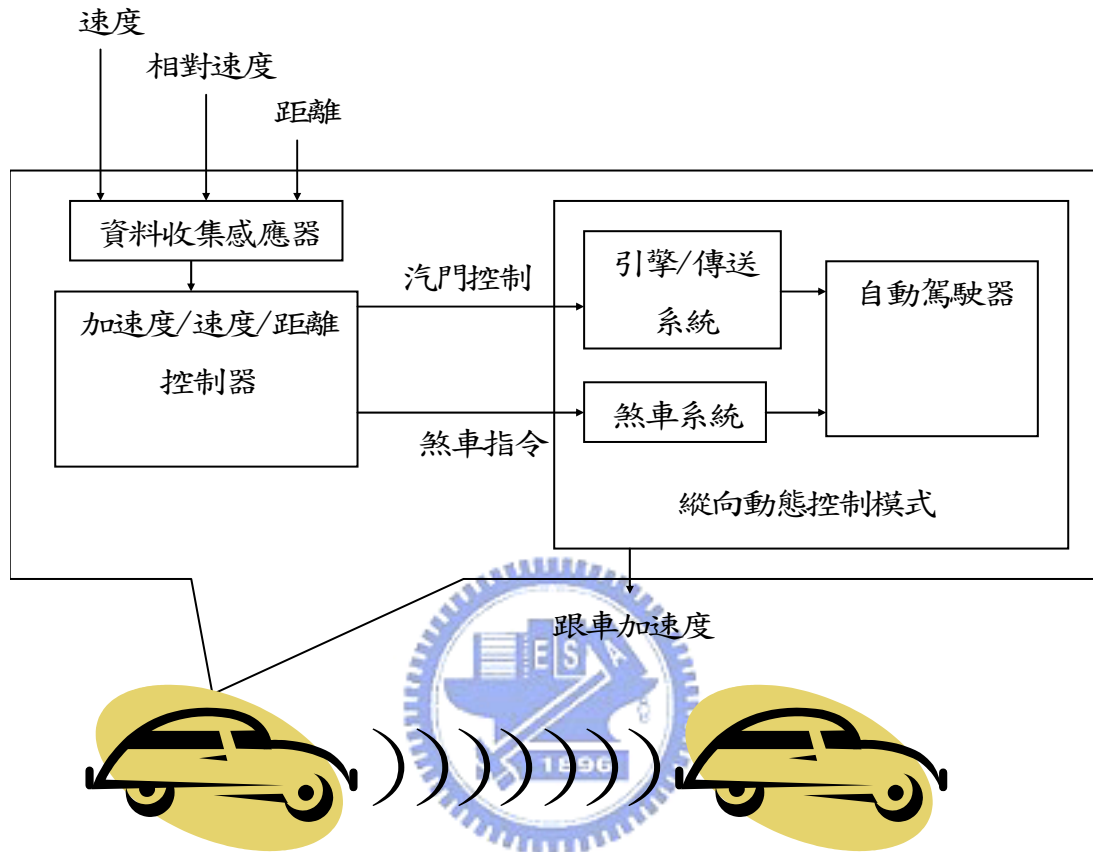 速度
相對速度
距離
資料收集感應器
加速度/速度/距離
控制器
汽門控制
煞車指令
引擎/傳送
系統
煞車系統
自動駕駛器
縱向動態控制模式
跟車加速度
E S A
1896